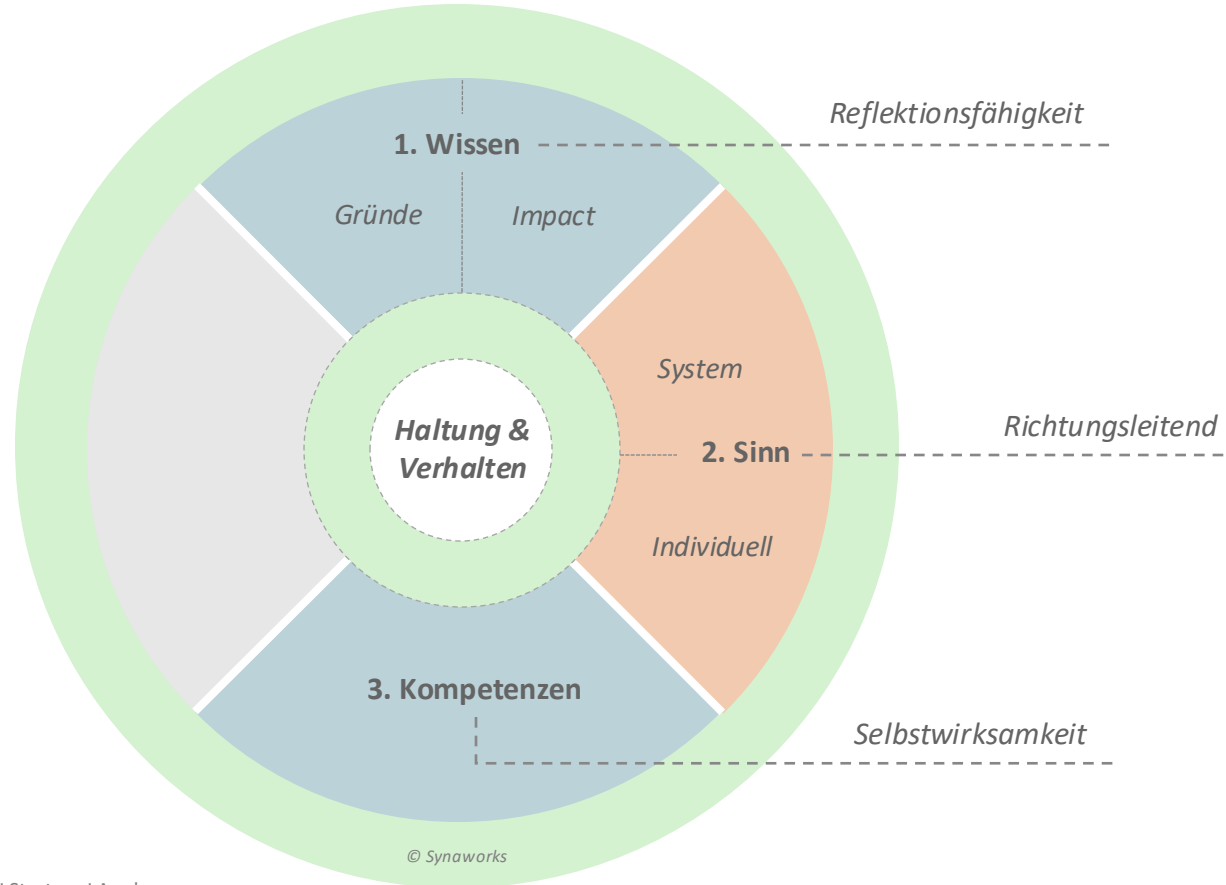 Reflektionsfähigkeit
1. Wissen
Gründe
Impact
System
Richtungsleitend
2. Sinn
Individuell
Haltung &
Verhalten
3. Kompetenzen
Selbstwirksamkeit
© Synaworks